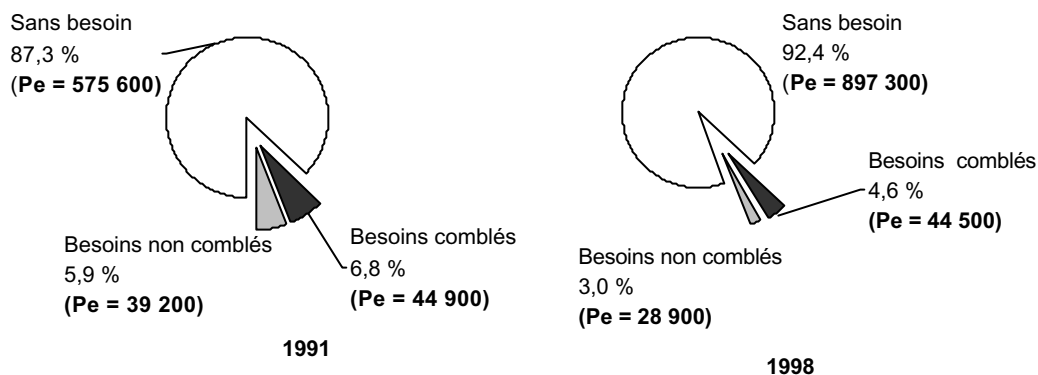 Sans besoin
87,3 %
(Pe = 575 600)
Besoins non comblés
5,9 %
(Pe = 39 200)
Besoins comblés
6,8 %
(Pe = 44 900)
1991
Sans besoin
92,4 %
(Pe = 897 300)
Besoins comblés
4,6 %
(Pe = 44 500)
Besoins non comblés
3,0 %
(Pe = 28 900)
1998